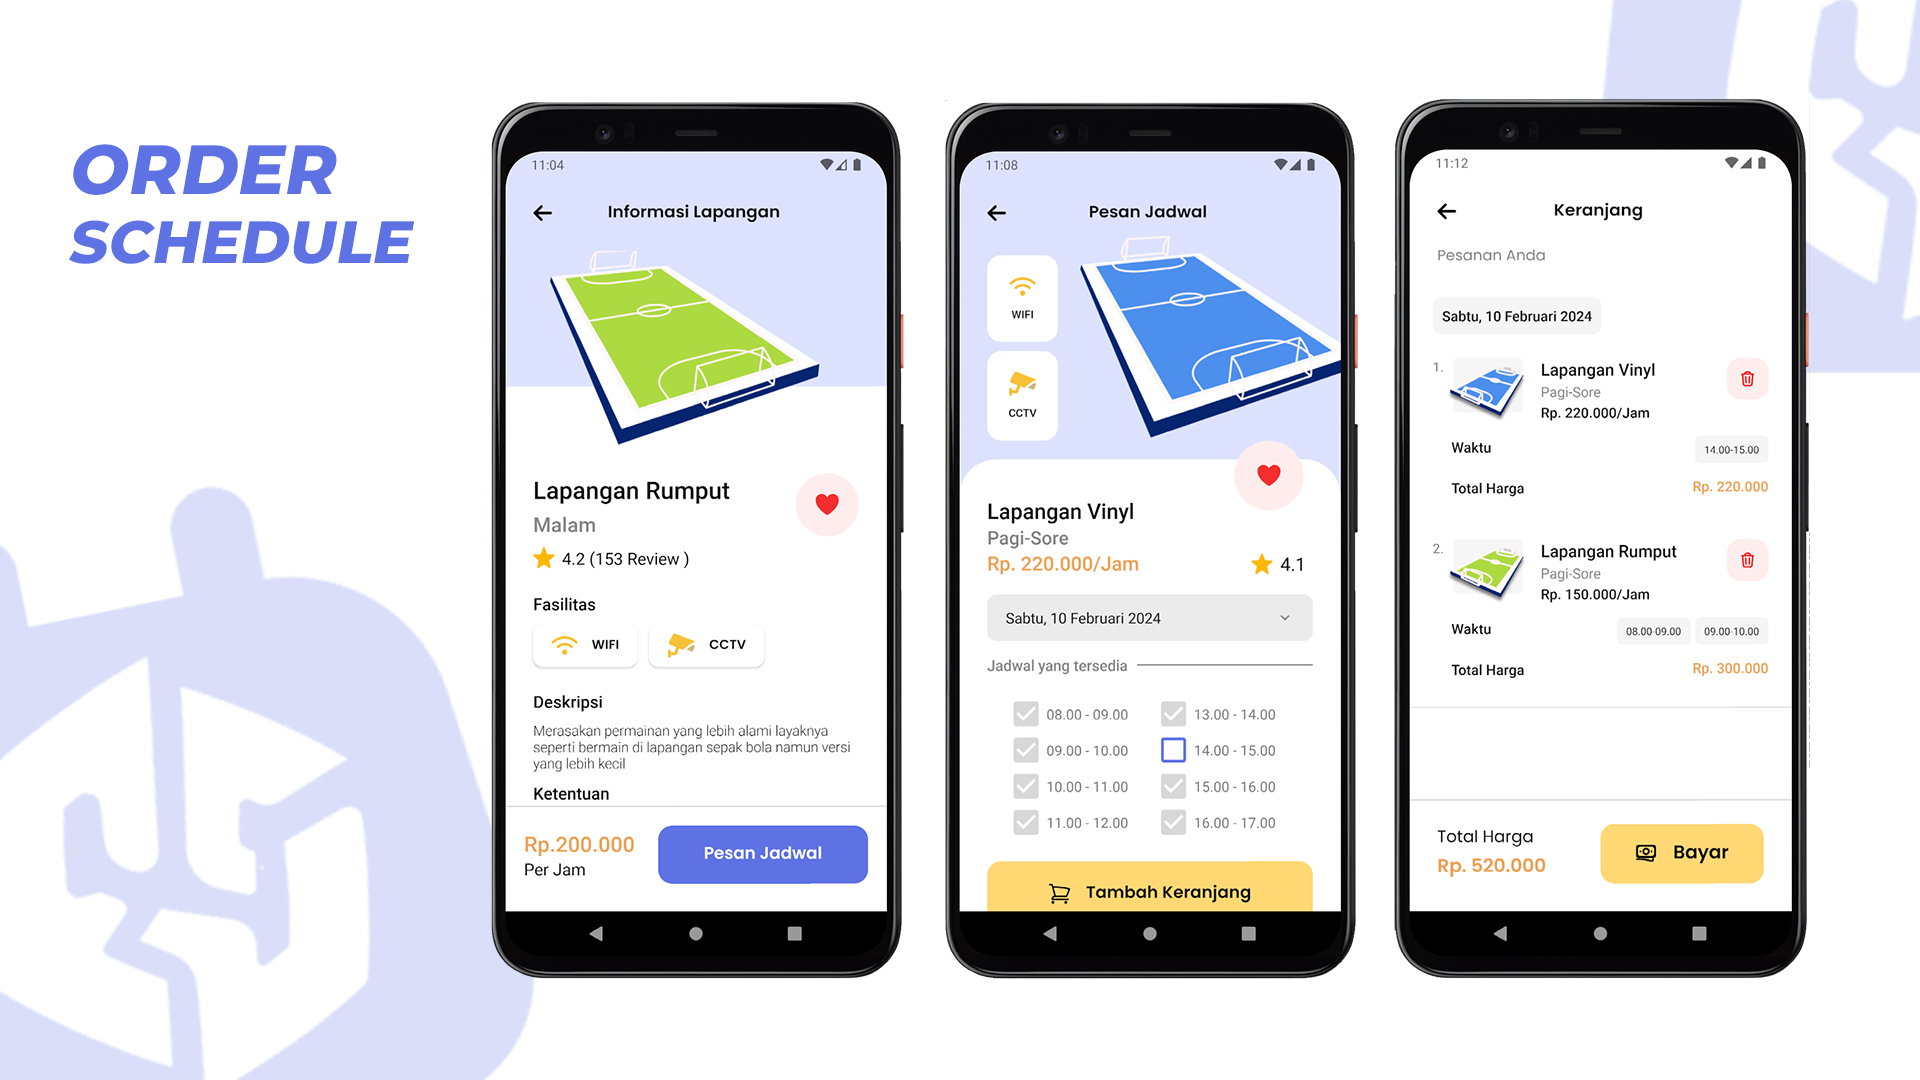 ORDER
SCHEDULE
11:04
Informasi Lapangan
Lapangan Rumput
Malam
4.2 (153 Review )
Fasilitas
WIFI
CCTV
Deskripsi
Merasakan permainan yang lebih alami layaknya
seperti bermain di lapangan sepak bola namun versi
yang lebih kecil
Ketentuan
Rp.200.000
Per Jam
Pesan Jadwal
11:08
Pesan Jadwal
WIFI
CCTV
Lapangan Vinyl
Pagi-Sore
Rp. 220.000/Jam
4.1
Sabtu, 10 Februari 2024
Jadwal yang tersedia
08.00 - 09.00
13.00 - 14.00
09.00 - 10.00
14.00 - 15.00
10.00 - 11.00
15.00 - 16.00
11.00 - 12.00
16.00 - 17.00
Tambah Keranjang
11:12
Keranjang
Pesanan Anda
Sabtu, 10 Februari 2024
1.
Lapangan Vinyl
Pagi-Sore
Rp. 220.000/Jam
Waktu
14.00-15.00
Total Harga
Rp. 220.000
2.
Lapangan Rumput
Pagi-Sore
Rp. 150.000/Jam
Waktu
08.00-09.00
09.00-10.00
Total Harga
Rp. 300.000
Total Harga
Rp. 520.000
Bayar